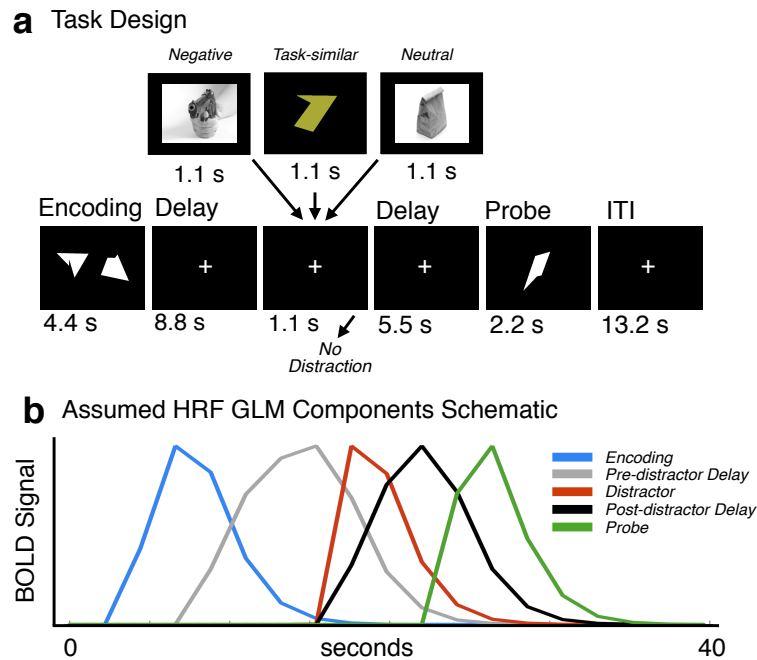 a Task Design
Negative Task-similar Neutral
1.1 s 1.1 s 1.1 s
Encoding Delay Delay Probe ITI
+ + + +
4.4 s 8.8 s 1.1 s 5.5 s 2.2 s 13.2 s
No
Distraction
b Assumed HRF GLM Components Schematic
BOLD Signal
Encoding
Pre-distractor Delay
Distractor
Post-distractor Delay
Probe
0 seconds 40